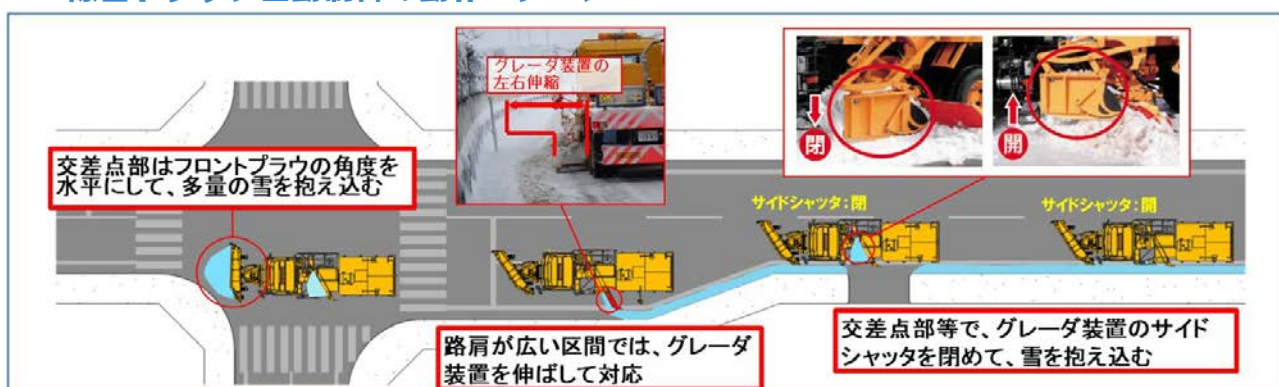 グレーダ装置の
左右伸縮
閉
開
交差点部はフロントプラウの角度を
水平にして、多量の雪を抱え込む
サイドシャッタ:閉
サイドシャッタ:開
路肩が広い区間では、グレーダ
装置を伸ばして対応
交差点部等で、グレーダ装置のサイド
シャッタを閉めて、雪を抱え込む